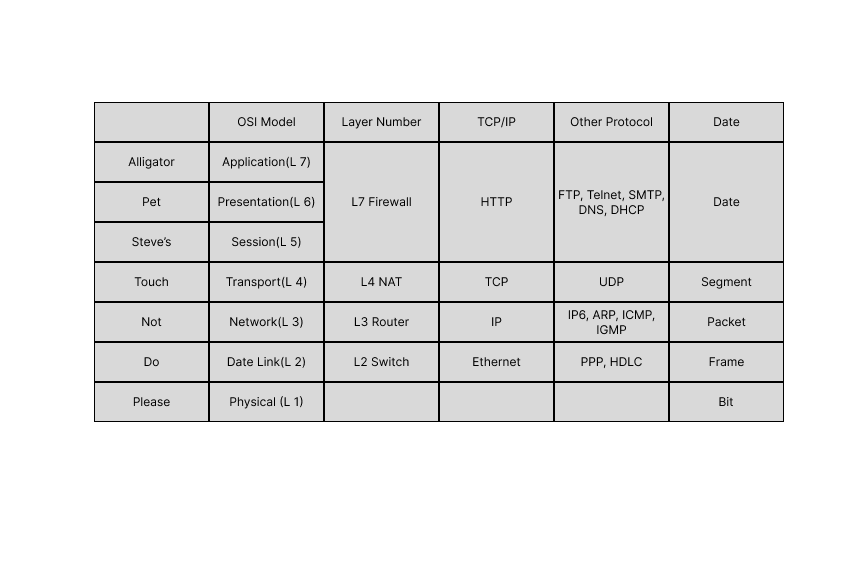 OSI Model Layer Number TCP/IP Other Protocol Date
Alligator Application(L 7)
Pet Presentation(L 6) L7 Firewall HTTP FTP, Telnet, SMTP, DNS, DHCP Date
Steve’s Session(L 5)
Touch Transport(L 4) L4 NAT TCP UDP Segment
Not Network(L 3) L3 Router IP IP6, ARP, ICMP, IGMP Packet
Do Date Link(L 2) L2 Switch Ethernet PPP, HDLC Frame
Please Physical (L 1) Bit